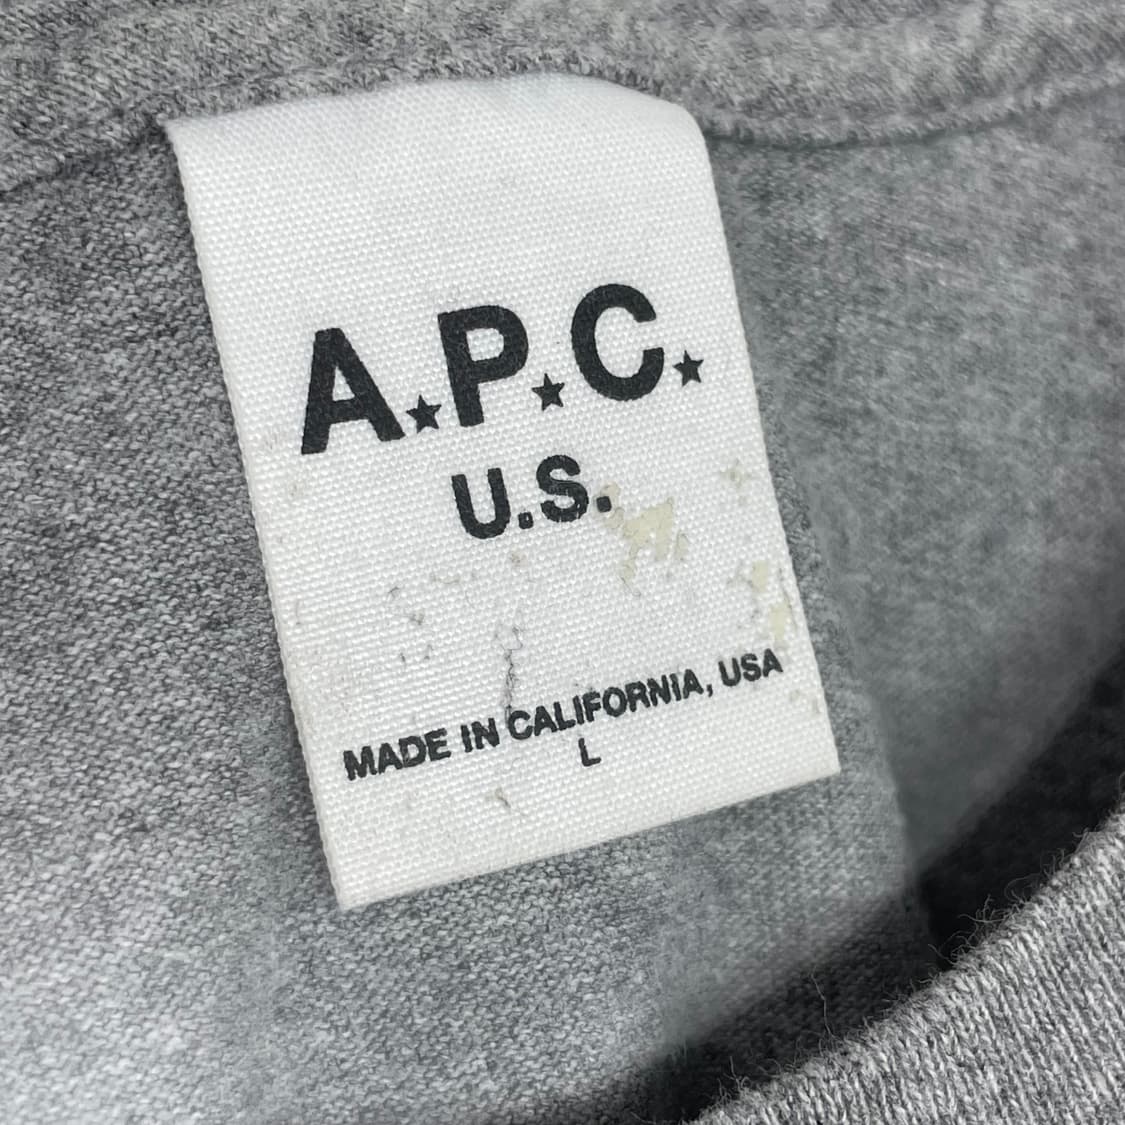 A★P★C★
U.S.
MADE IN CALIFORNIA, USA
L